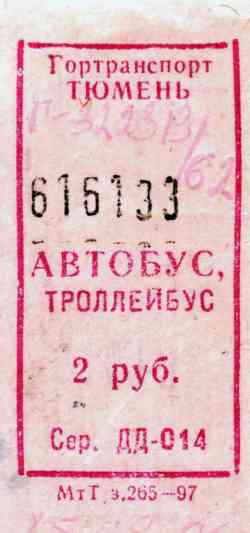 Гортранспорт
ТЮМЕНЬ
616133
АВТОБУС,
ТРОЛЛЕЙБУС
2 руб.
Сер. ДД-014
МтТ з.265—97